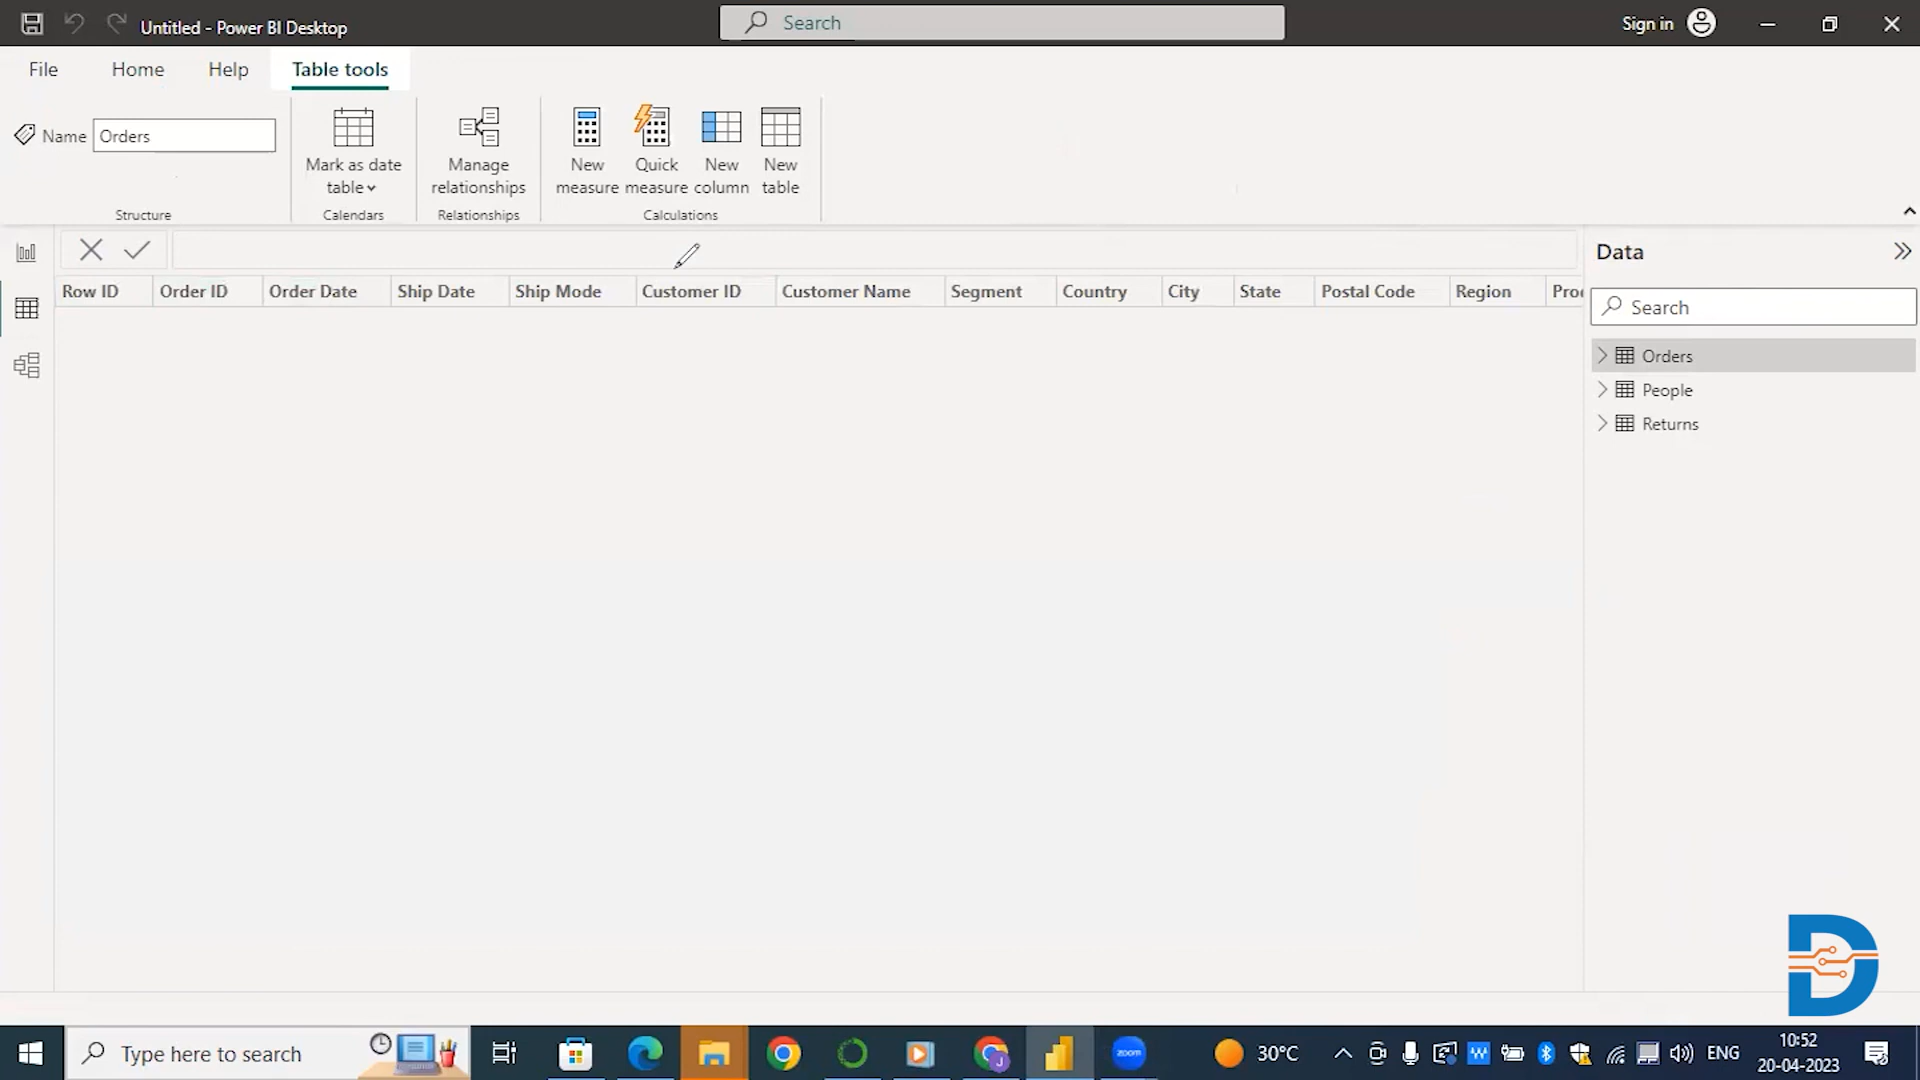 Untitled - Power BI Desktop
Search
Sign in
File
Home
Help
Table tools
Name
Orders
Structure
Mark as date
table
Calendars
Manage
relationships
Relationships
New
measure
Quick
measure
New
column
New
table
Calculations
Row ID
Order ID
Order Date
Ship Date
Ship Mode
Customer ID
Customer Name
Segment
Country
City
State
Postal Code
Region
Data
Search
Orders
People
Returns
Type here to search
zoom
J
30°C
W
ENG
10:52
20-04-2023